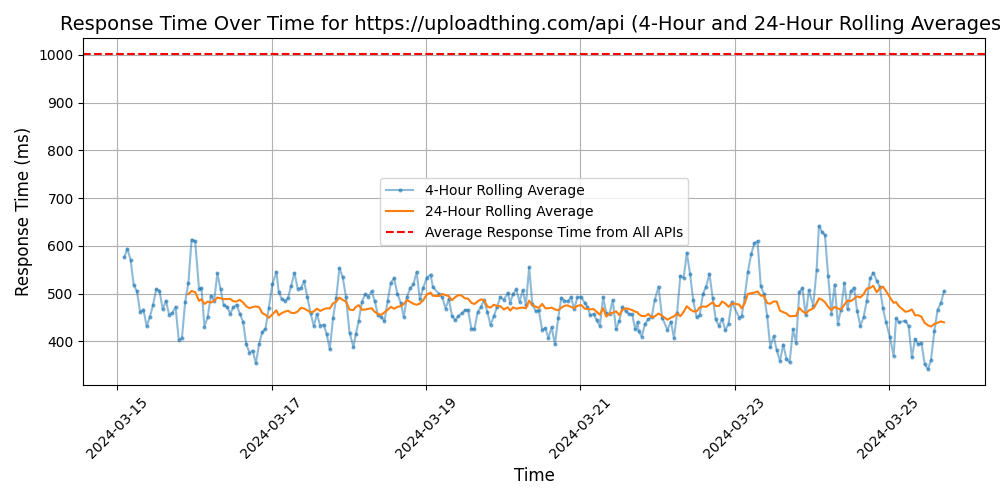 Response Time Over Time for https://uploadthing.com/api (4-Hour and 24-Hour Rolling Averages
Response Time (ms)
1000
900
800
700
600
500
400
4-Hour Rolling Average
24-Hour Rolling Average
Average Response Time from All APIs
2024-03-15
2024-03-17
2024-03-19
2024-03-21
2024-03-23
2024-03-25
Time